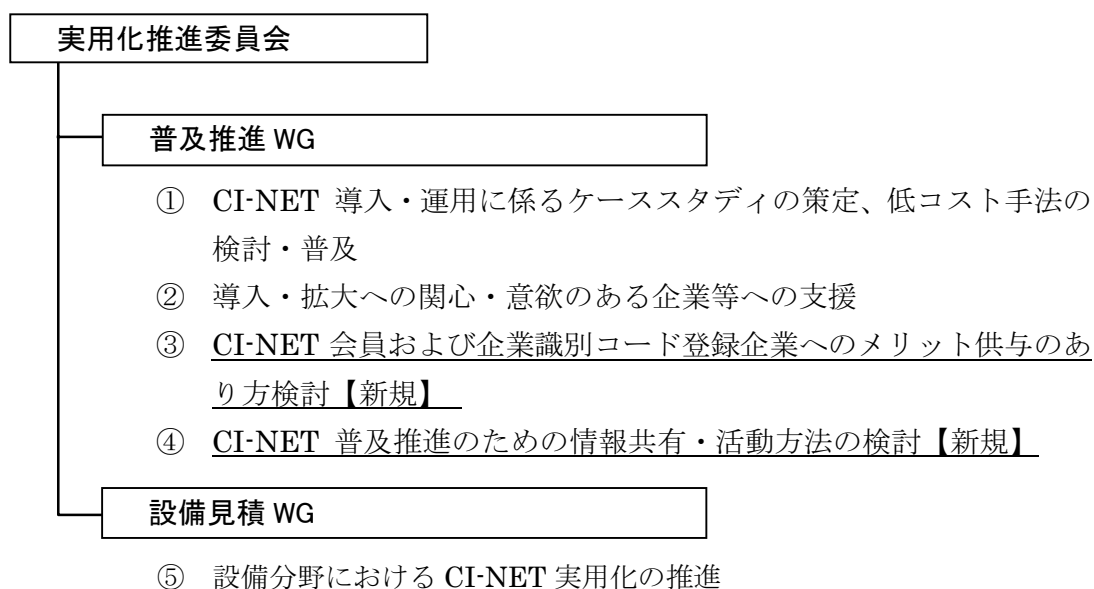 実用化推進委員会
普及推進 WG
① CI-NET 導入・運用に係るケーススタディの策定、低コスト手法の
検討・普及
② 導入・拡大への関心・意欲のある企業等への支援
③ CI-NET 会員および企業識別コード登録企業へのメリット供与のあ
り方検討【新規】
④ CI-NET 普及推進のための情報共有・活動方法の検討【新規】
設備見積 WG
⑤ 設備分野における CI-NET 実用化の推進